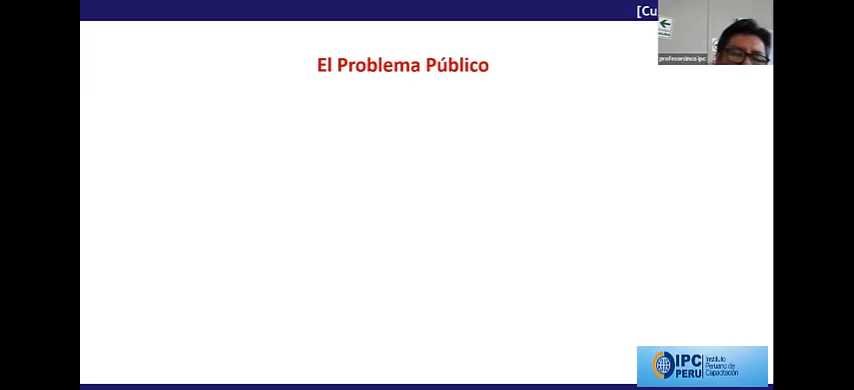 [Cu
El Problema Público
profesorcinco ipc
IPC
PERU
Instituto
Peruano de
Capacitación